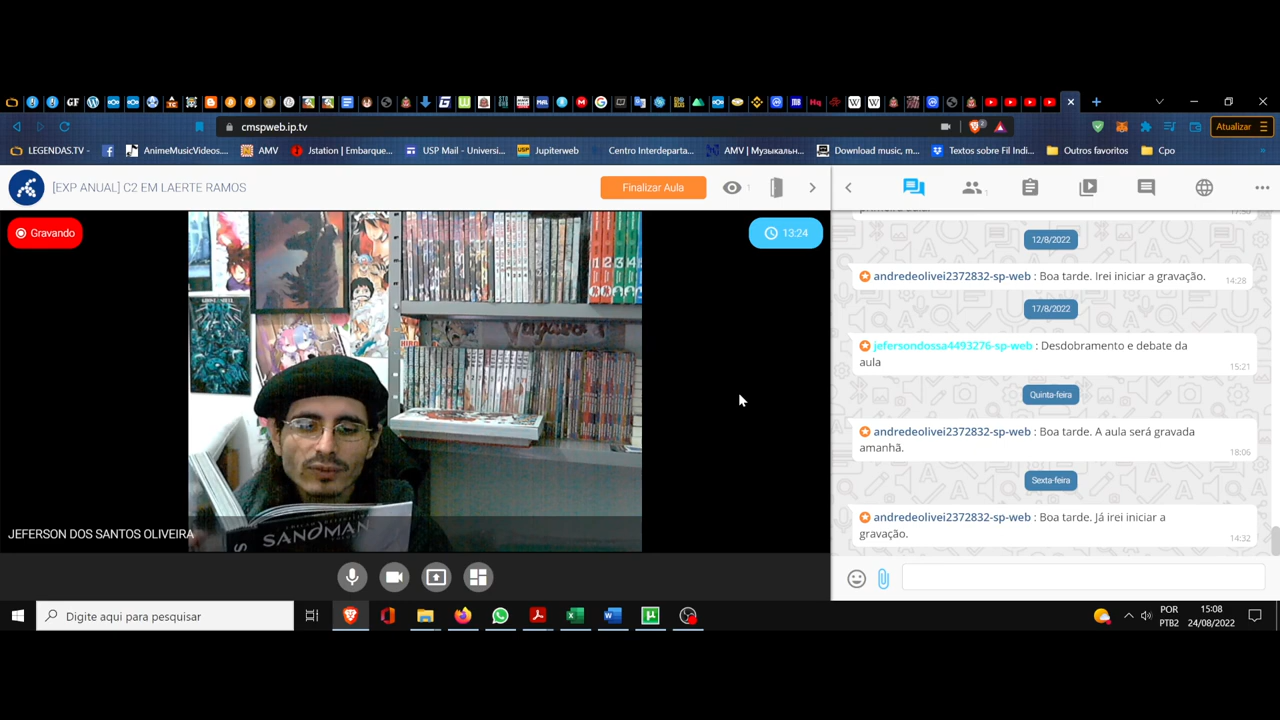 cmspweb.ip.tv
Atualizar
LEGENDAS.TV -
AnimeMusicVideos...
AMV
Jstation | Embarque...
USP Mail - Universi...
Jupiterweb
Centro Interdeparta...
AMV | Музыкальн...
Download music, m...
Textos sobre Fil Indi...
Outros favoritos
Cpo
[EXP ANUAL] C2 EM LAERTE RAMOS
Finalizar Aula
1
1
Gravando
13:24
12/8/2022
andredeolivei2372832-sp-web : Boa tarde. Irei iniciar a gravação.
14:28
17/8/2022
jefersondossa4493276-sp-web : Desdobramento e debate da
aula
15:21
Quinta-feira
andredeolivei2372832-sp-web : Boa tarde. A aula será gravada
amanhã.
18:06
Sexta-feira
andredeolivei2372832-sp-web : Boa tarde. Já irei iniciar a
gravação.
14:32
SANDMAN
JEFERSON DOS SANTOS OLIVEIRA
Digite aqui para pesquisar
POR
PTB2
15:08
24/08/2022